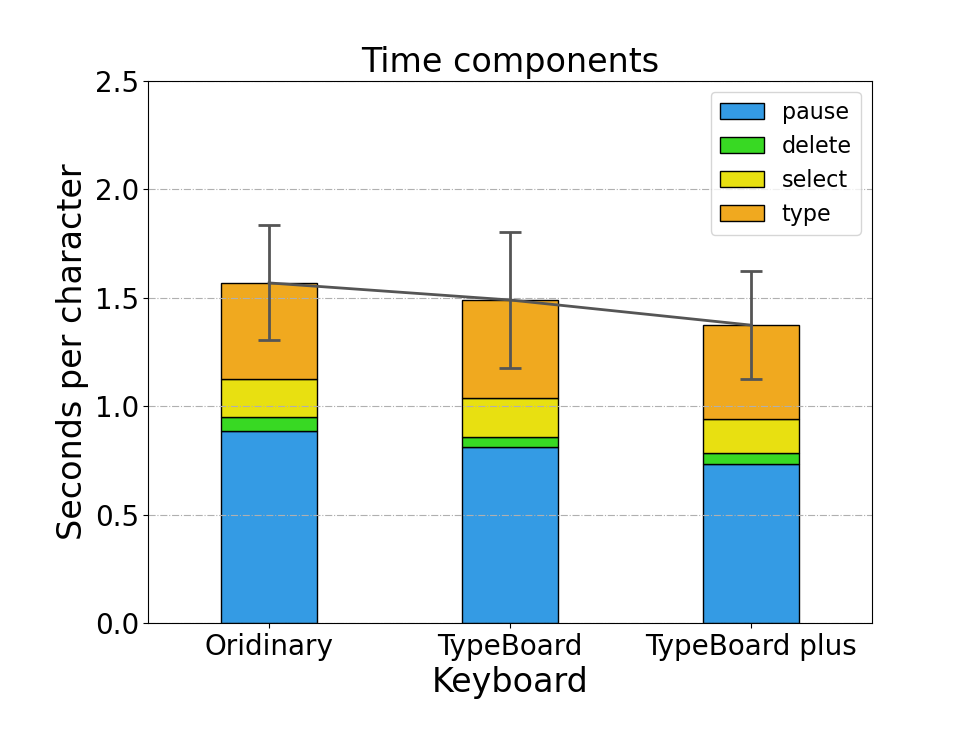 Time components
2.5
2.0
1.5
1.0
0.5
0.0
Seconds per character
pause
delete
select
type
Oridinary TypeBoard TypeBoard plus
Keyboard